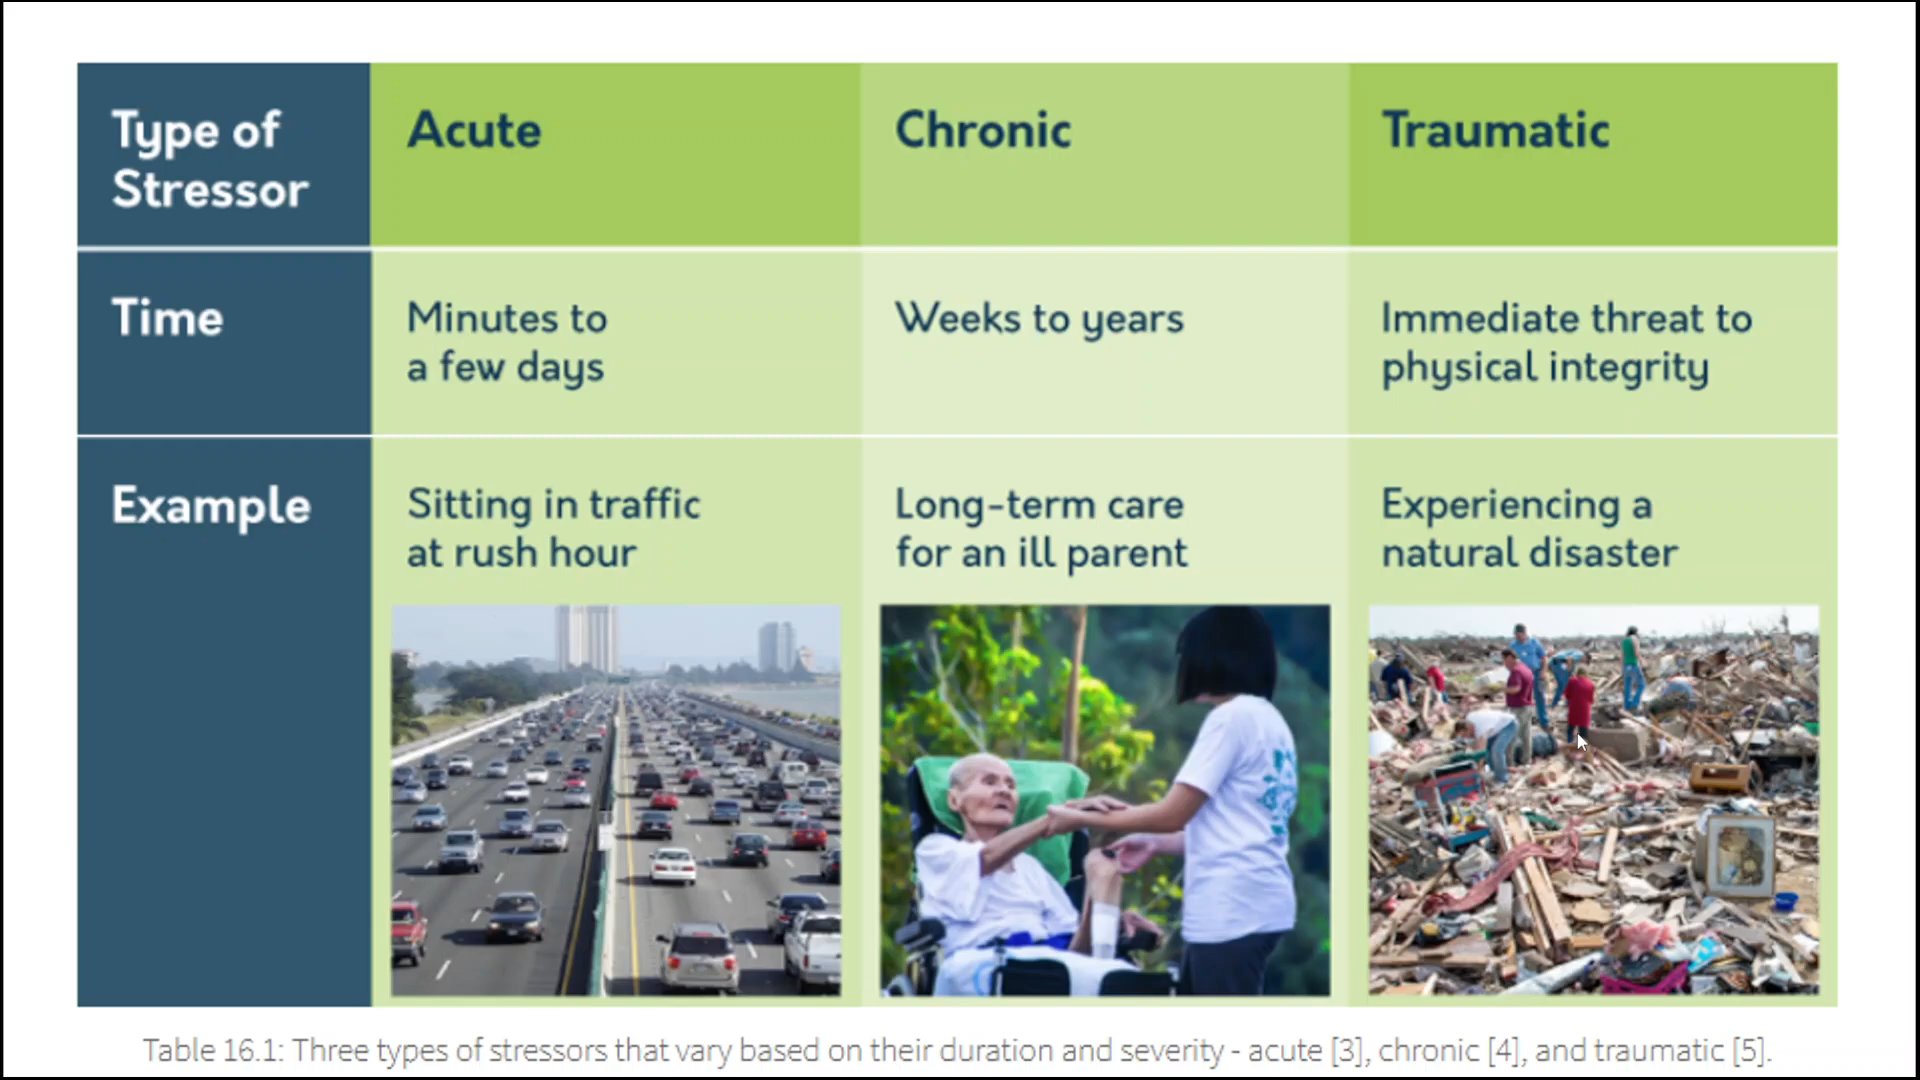 Type of
Stressor
Acute
Chronic
Traumatic
Time
Minutes to
a few days
Weeks to years
Immediate threat to
physical integrity
Example
Sitting in traffic
at rush hour
Long-term care
for an ill parent
Experiencing a
natural disaster
Table 16.1: Three types of stressors that vary based on their duration and severity - acute [3], chronic [4], and traumatic [5].